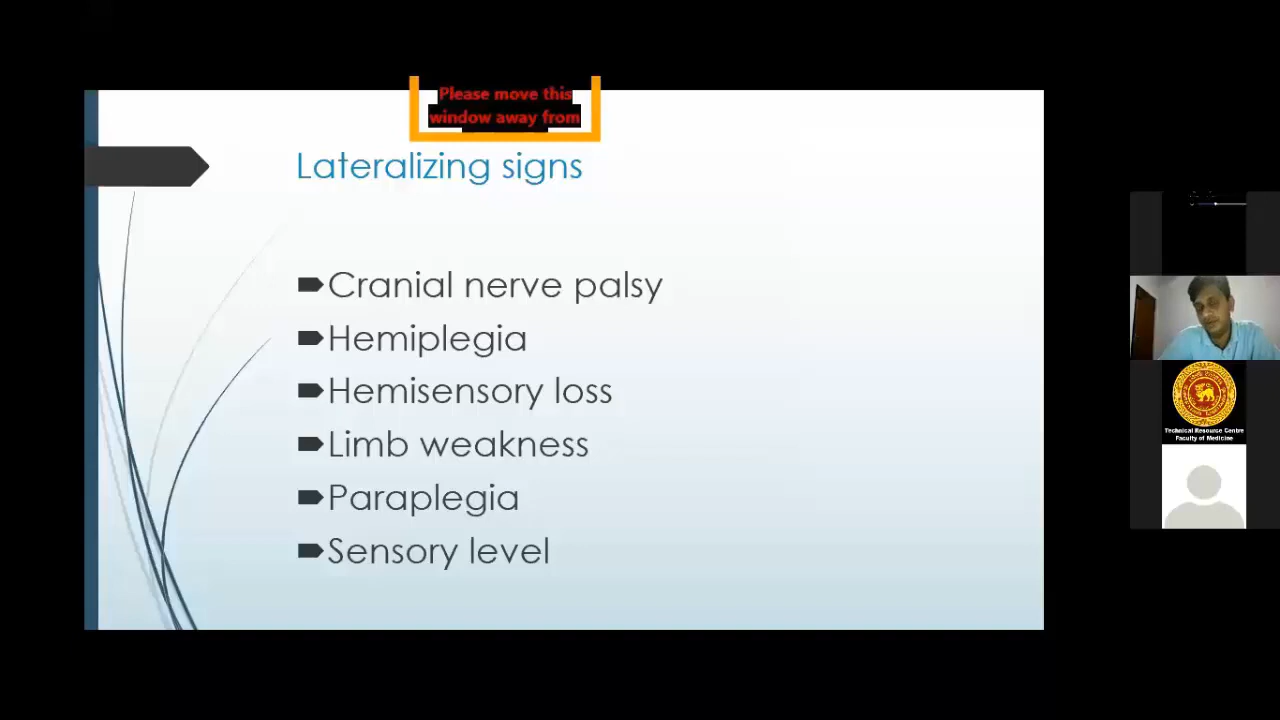 Please move this
window away from
Lateralizing signs
Cranial nerve palsy
Hemiplegia
Hemisensory loss
Limb weakness
Paraplegia
Sensory level
Technical Resource Centre
Faculty of Medicine